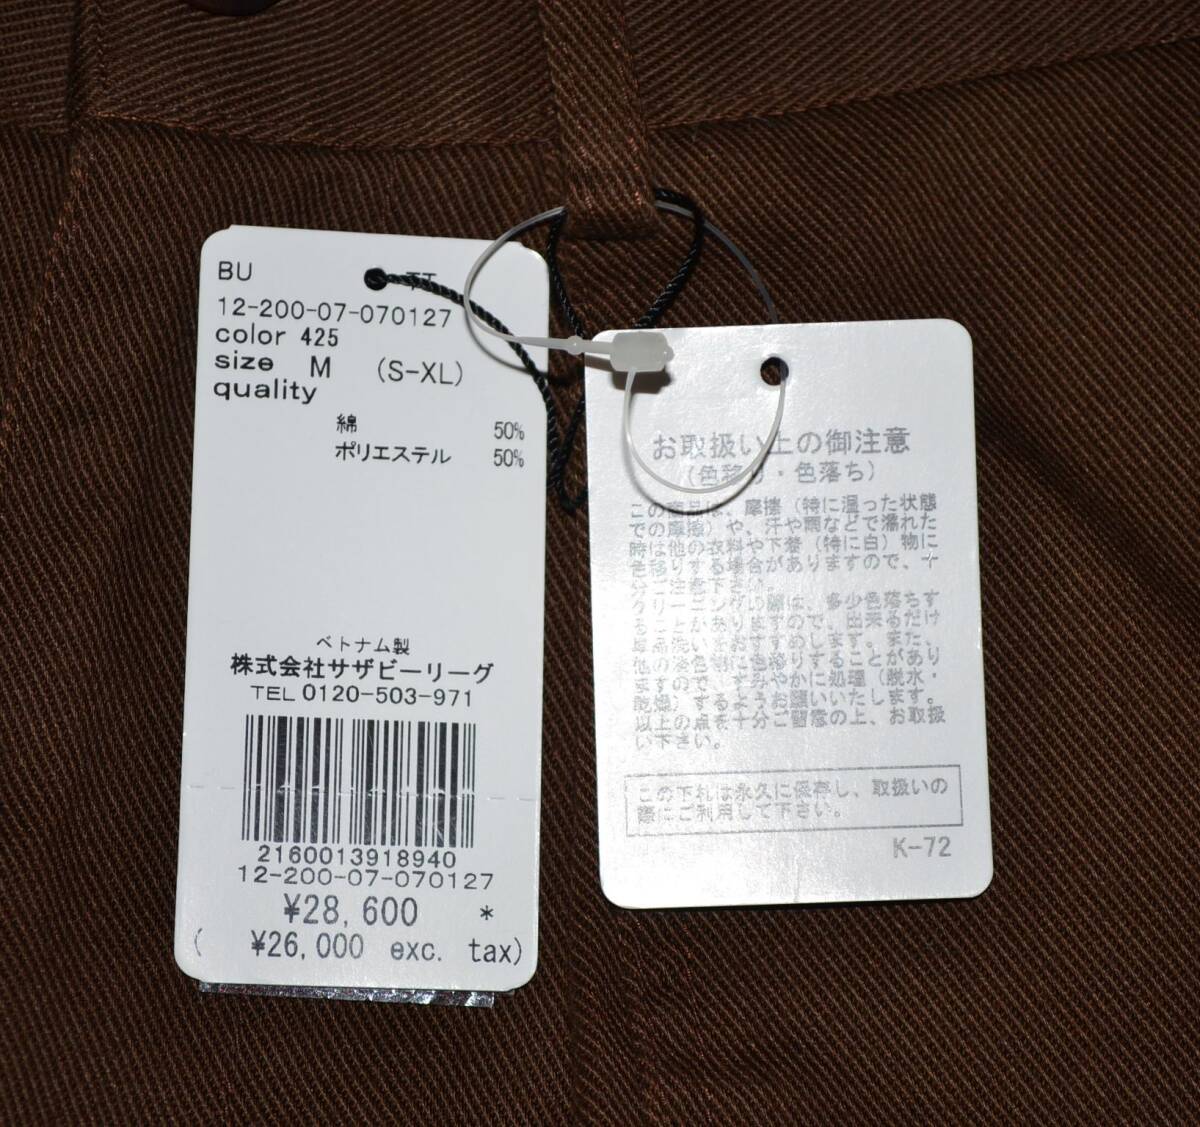 BU
12-200-07-070127
color 425
size M (S-XL)
quality
綿 50%
ポリエステル 50%
ベトナム製
株式会社サザビーリーグ
TEL 0120-503-971
2160013918940
12-200-07-070127
¥28,600 *
( ¥26,000 exc. tax)
お取扱い上の御注意
(色移り・色落ち)
この商品は、摩擦(特に湿った状態
での摩擦)や、汗や雨などで濡れた
時は他の衣料や下着(特に白)物に
色移りする場合がありますので、十
分ご注意下さい。
クリーニングの際は、多少色落ちす
ることがありますので、出来るだけ
単品洗いをおすすめします。また、
他の淡色物に色移りすることがあり
ますので、すみやかに処理(脱水・
乾燥)するようお願いいたします。
以上の点を十分ご留意の上、お取扱
い下さい。
この下札は永久に保存し、取扱いの
際にご利用して下さい。
K-72